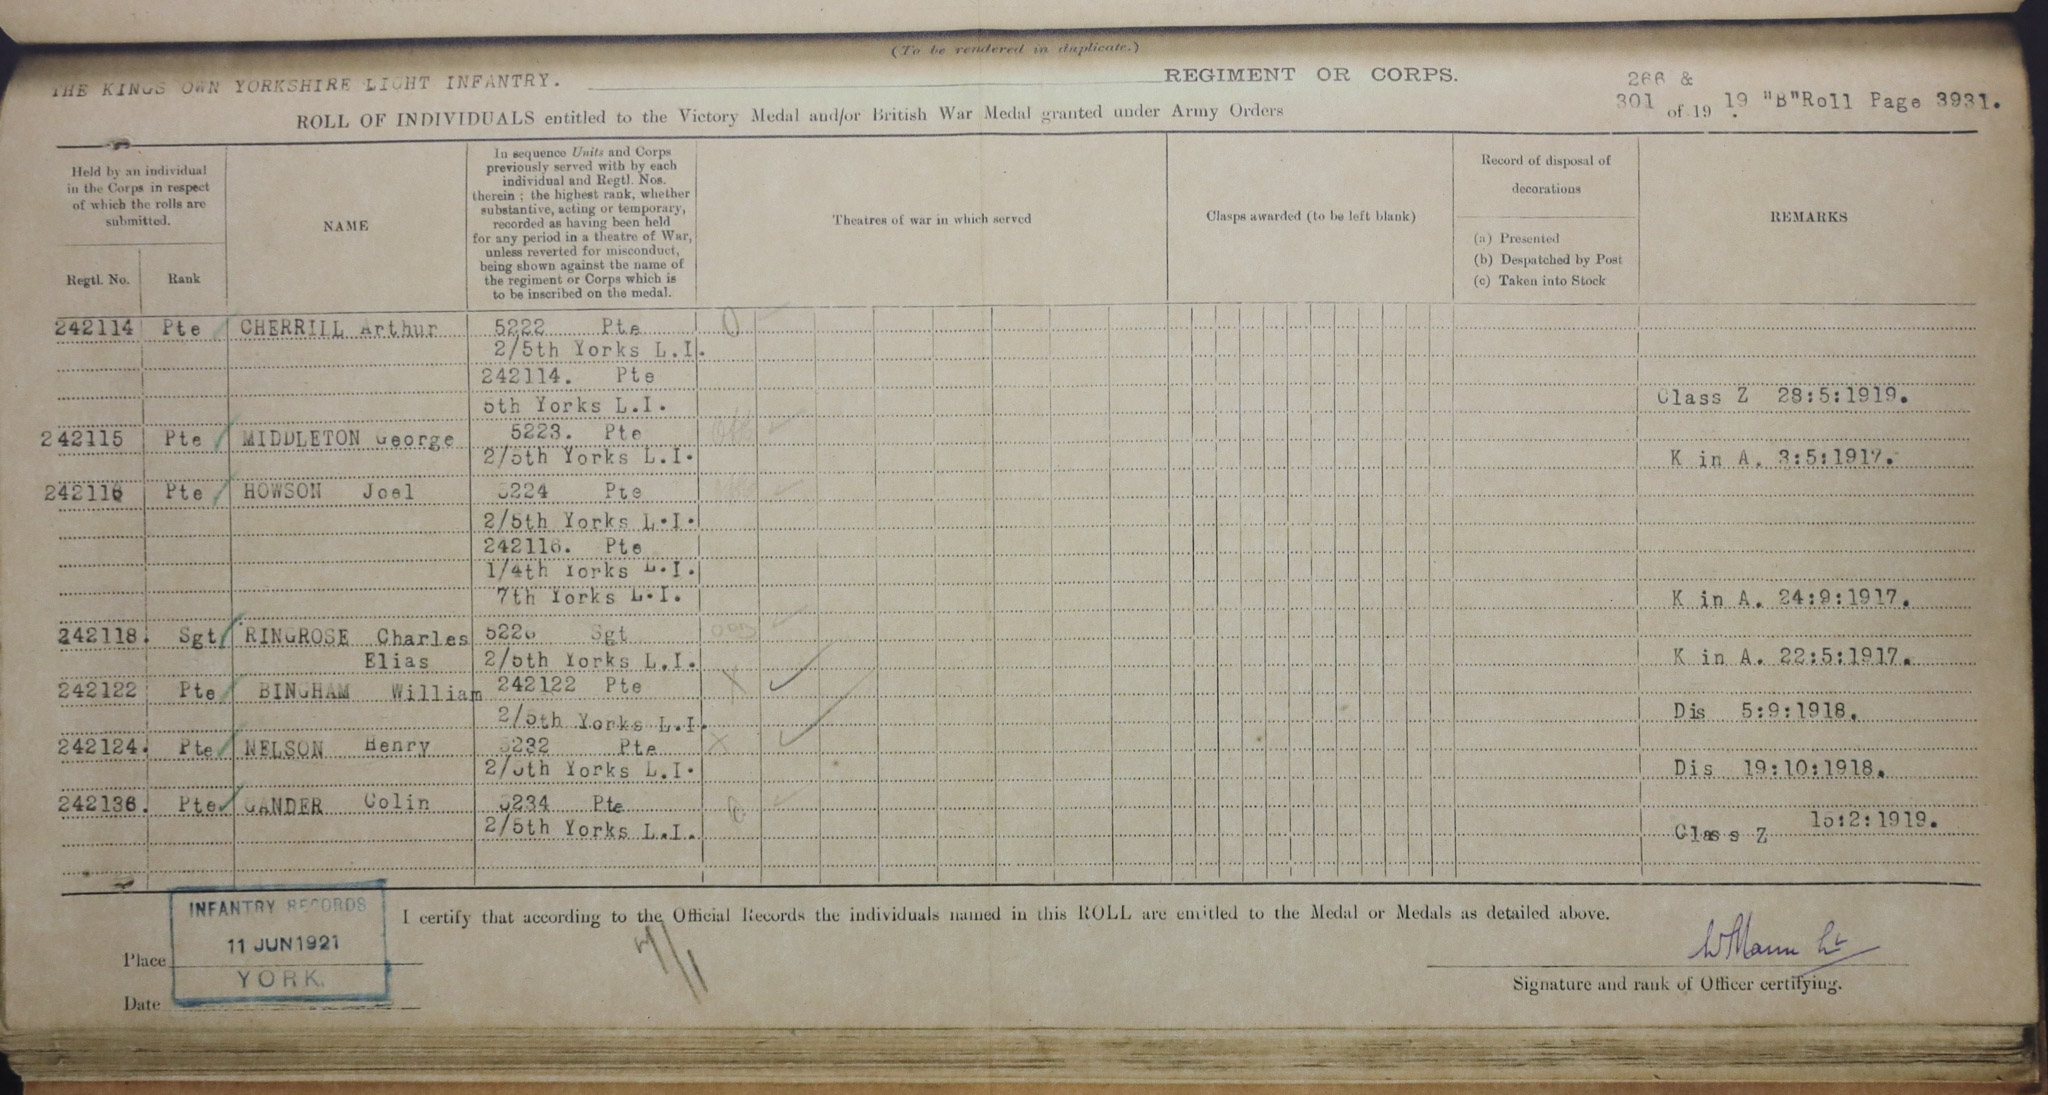 (To be rendered in duplicate.)
THE KINGS OWN YORKSHIRE LIGHT INFANTRY. REGIMENT OR CORPS. 266 &
301 of 19 19 "B"Roll Page 3931.
ROLL OF INDIVIDUALS entitled to the Victory Medal and/or British War Medal granted under Army Orders
Held by an individual
in the Corps in respect
of which the rolls are
submitted.
Regtl. No. Rank
NAME
In sequence Units and Corps
previously served with by each
individual and Regtl. Nos.
therein; the highest rank, whether
substantive, acting or temporary,
recorded as having been held
for any period in a theatre of War,
unless reverted for misconduct,
being shown against the name of
the regiment or Corps which is
to be inscribed on the medal.
Theatres of war in which served
Clasps awarded (to be left blank)
Record of disposal of
decorations
(a) Presented
(b) Despatched by Post
(c) Taken into Stock
REMARKS
242114 Pte CHERRILL Arthur 5222 Pte
2/5th Yorks L.I.
242114. Pte
5th Yorks L.I. Class Z 28:5:1919.
242115 Pte MIDDLETON George 5223. Pte
2/5th Yorks L.I. K in A. 3:5:1917.
242116 Pte HOWSON Joel 5224 Pte
2/5th Yorks L.I.
242116. Pte
1/4th Yorks L.I.
7th Yorks L.I. K in A. 24:9:1917.
242118. Sgt RINGROSE Charles 5226 Sgt
Elias 2/5th Yorks L.I. K in A. 22:5:1917.
242122 Pte BINGHAM William 242122 Pte
2/5th Yorks L.I. Dis 5:9:1918.
242124. Pte NELSON Henry 5232 Pte
2/5th Yorks L.I. Dis 19:10:1918.
242136. Pte GANDER Colin 5234 Pte
2/5th Yorks L.I. Class Z 15:2:1919.
I certify that according to the Official Records the individuals named in this ROLL are entitled to the Medal or Medals as detailed above.
INFANTRY RECORDS
11 JUN 1921
YORK.
Place
Date
Signature and rank of Officer certifying.